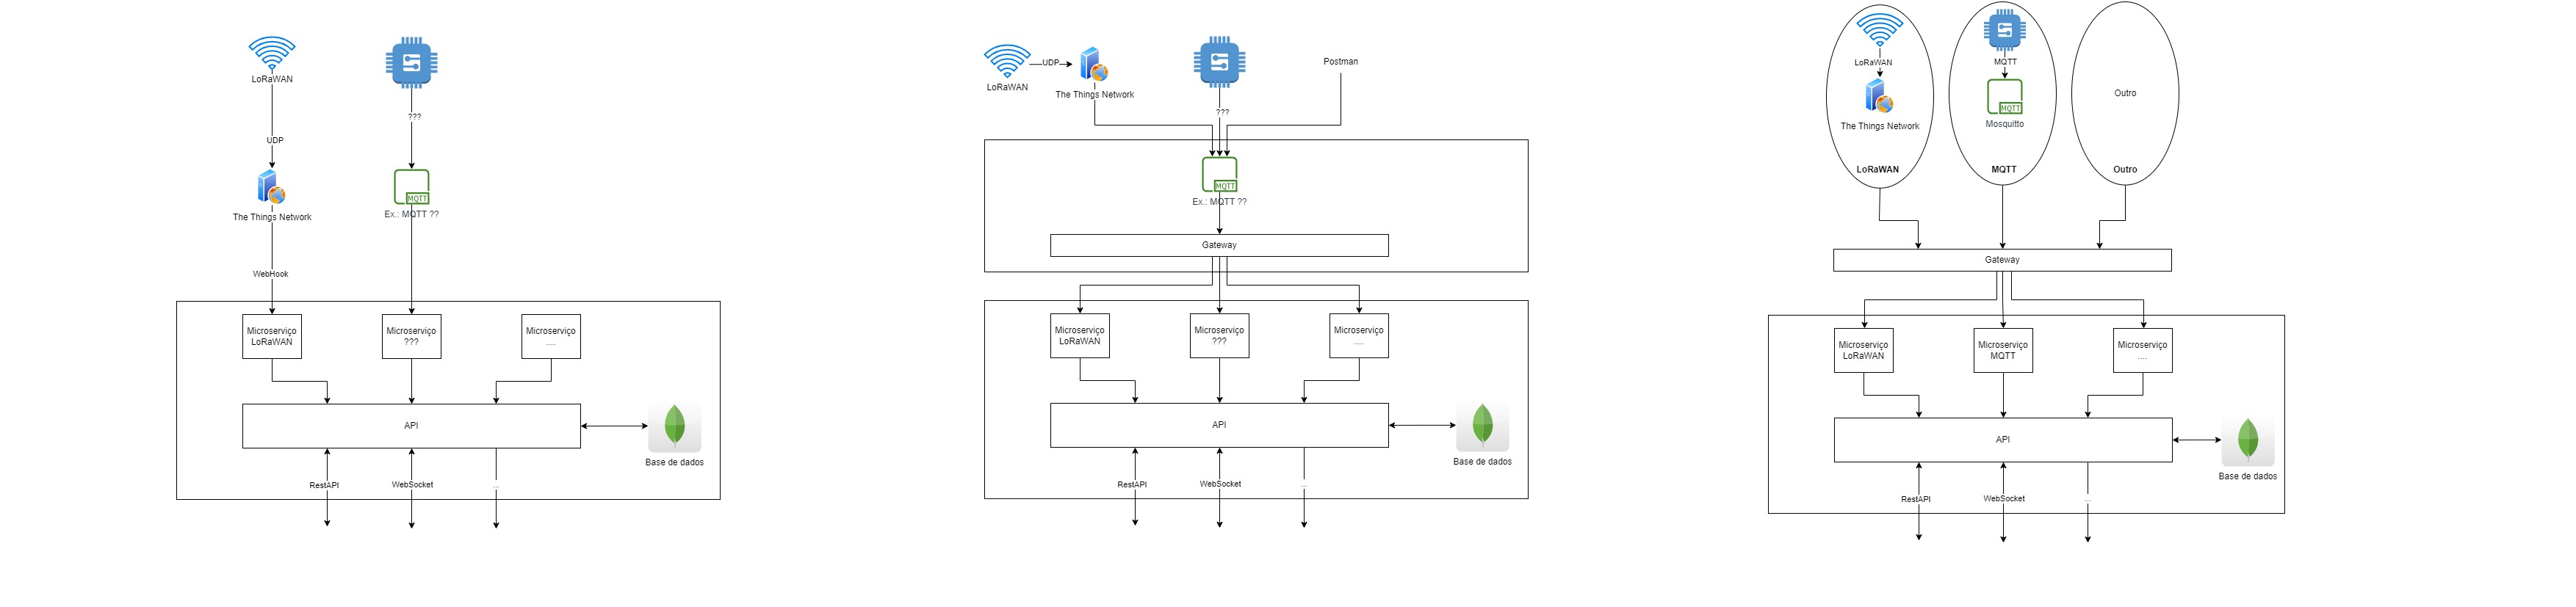 LoRaWAN
UDP
The Things Network
WebHook
???
MQTT
Ex.: MQTT ??
Microserviço
LoRaWAN
Microserviço
???
Microserviço
....
API
Base de dados
RestAPI
WebSocket
...
LoRaWAN
UDP
The Things Network
???
Postman
MQTT
Ex.: MQTT ??
Gateway
Microserviço
LoRaWAN
Microserviço
???
Microserviço
....
API
Base de dados
RestAPI
WebSocket
...
LoRaWAN
The Things Network
LoRaWAN
MQTT
MQTT
Mosquitto
MQTT
Outro
Outro
Gateway
Microserviço
LoRaWAN
Microserviço
MQTT
Microserviço
....
API
Base de dados
RestAPI
WebSocket
...